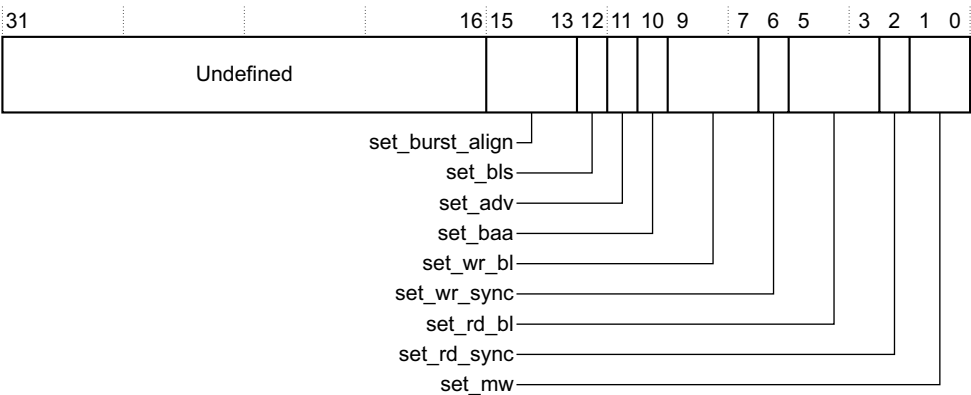 31 16 15 13 12 11 10 9 7 6 5 3 2 1 0
Undefined
set_burst_align
set_bls
set_adv
set_baa
set_wr_bl
set_wr_sync
set_rd_bl
set_rd_sync
set_mw